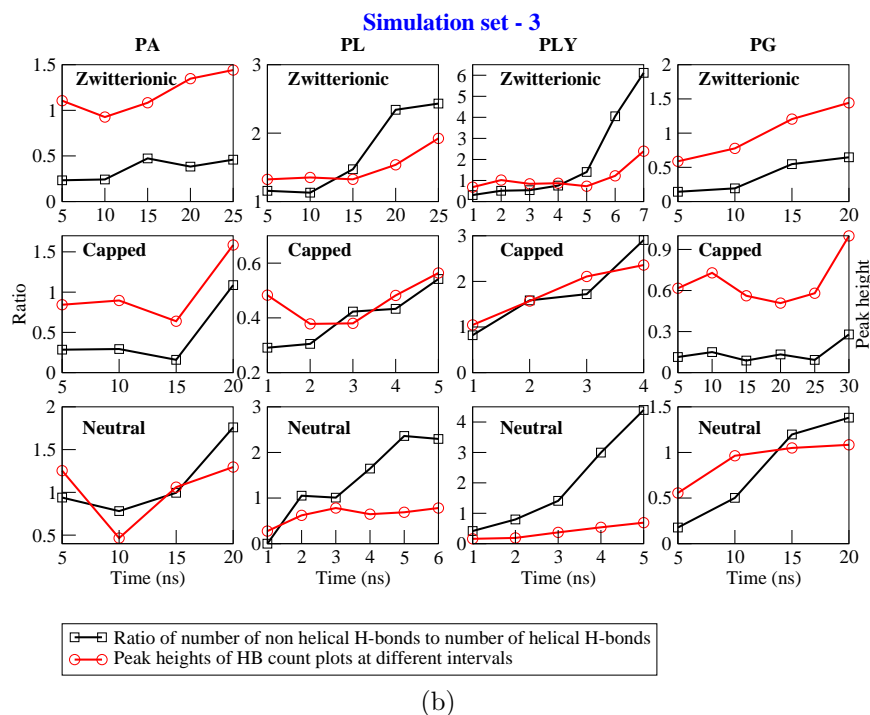 Simulation set - 3
PA PL PLY PG
Zwitterionic Zwitterionic Zwitterionic Zwitterionic
1.5 1 0.5 0 5 10 15 20 25
3 2 1 5 10 15 20 25
6 5 4 3 2 1 0 1 2 3 4 5 6 7
2 1.5 1 0.5 0 5 10 15 20
Ratio
Capped Capped Capped Capped
1.5 1 0.5 0 5 10 15 20
0.6 0.4 0.2 1 2 3 4 5
3 2 1 0 1 2 3 4
0.9 0.6 0.3 0 5 10 15 20 25 30
Peak height
Neutral Neutral Neutral Neutral
2 1.5 1 0.5 5 10 15 20
3 2 1 0 1 2 3 4 5 6
4 3 2 1 0 1 2 3 4 5
1.5 1 0.5 0 5 10 15 20
Time (ns) Time (ns) Time (ns) Time (ns)
Ratio of number of non helical H-bonds to number of helical H-bonds
Peak heights of HB count plots at different intervals
(b)